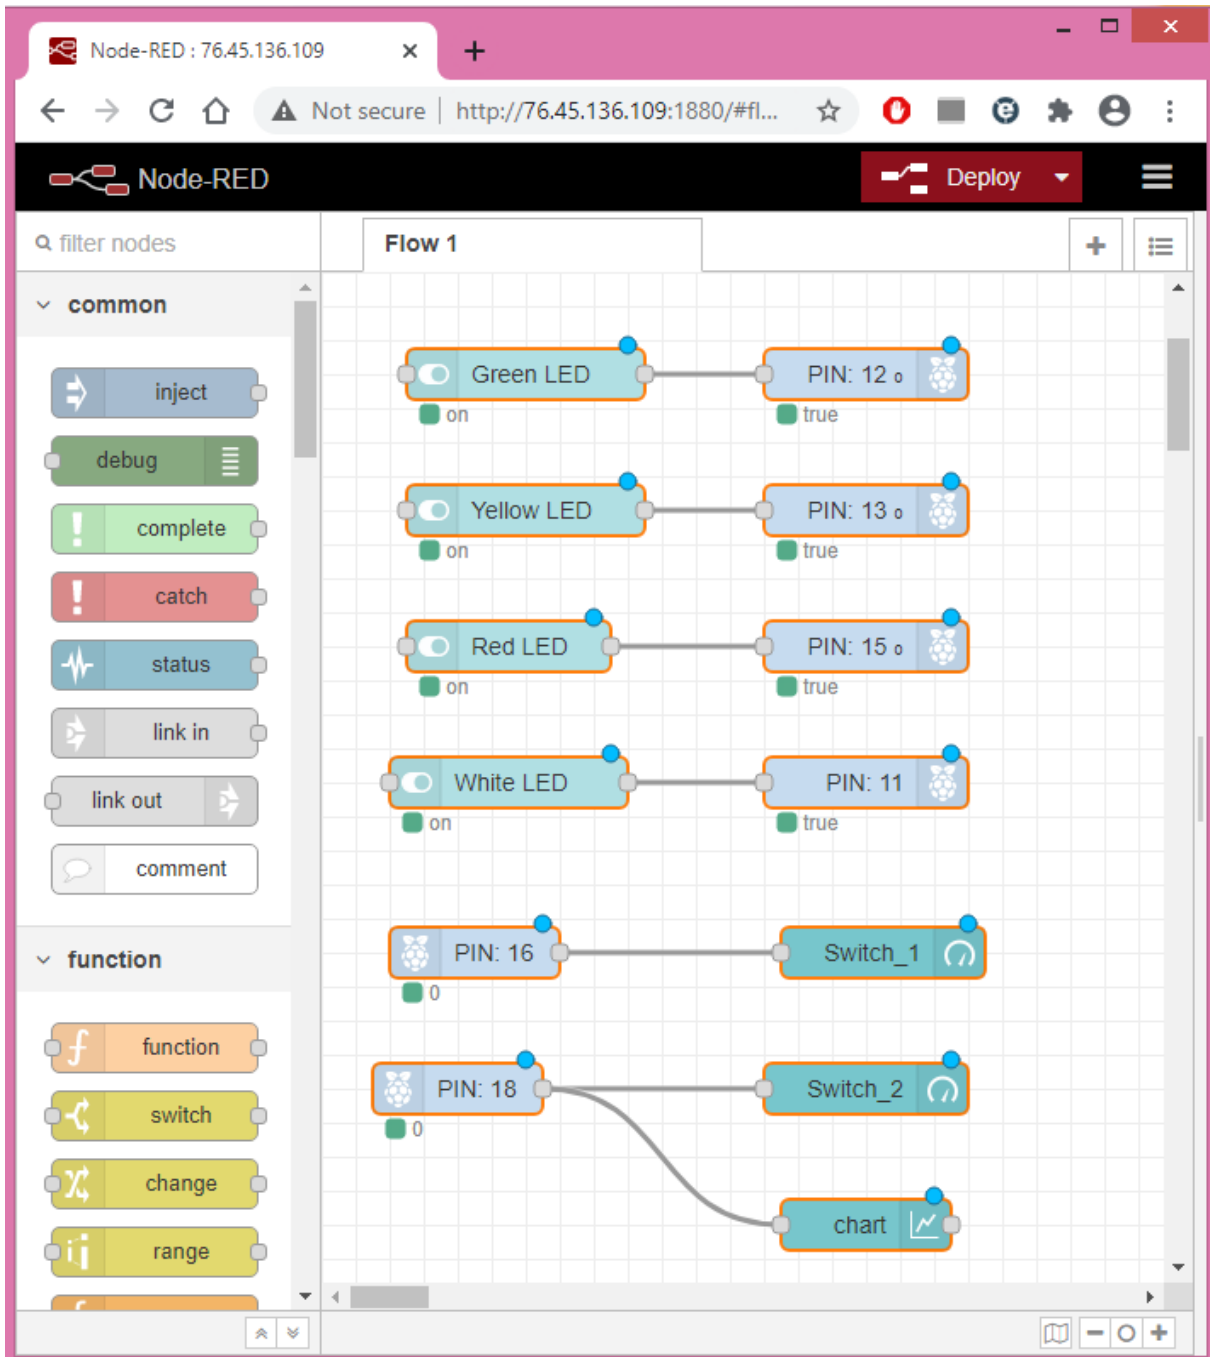 Node-RED : 76.45.136.109
Not secure http://76.45.136.109:1880/#fl...
Node-RED
Deploy
filter nodes
Flow 1
common
inject
debug
complete
catch
status
link in
link out
comment
function
function
switch
change
range
Green LED
on
PIN: 12
true
Yellow LED
on
PIN: 13
true
Red LED
on
PIN: 15
true
White LED
on
PIN: 11
true
PIN: 16
0
Switch_1
PIN: 18
0
Switch_2
chart